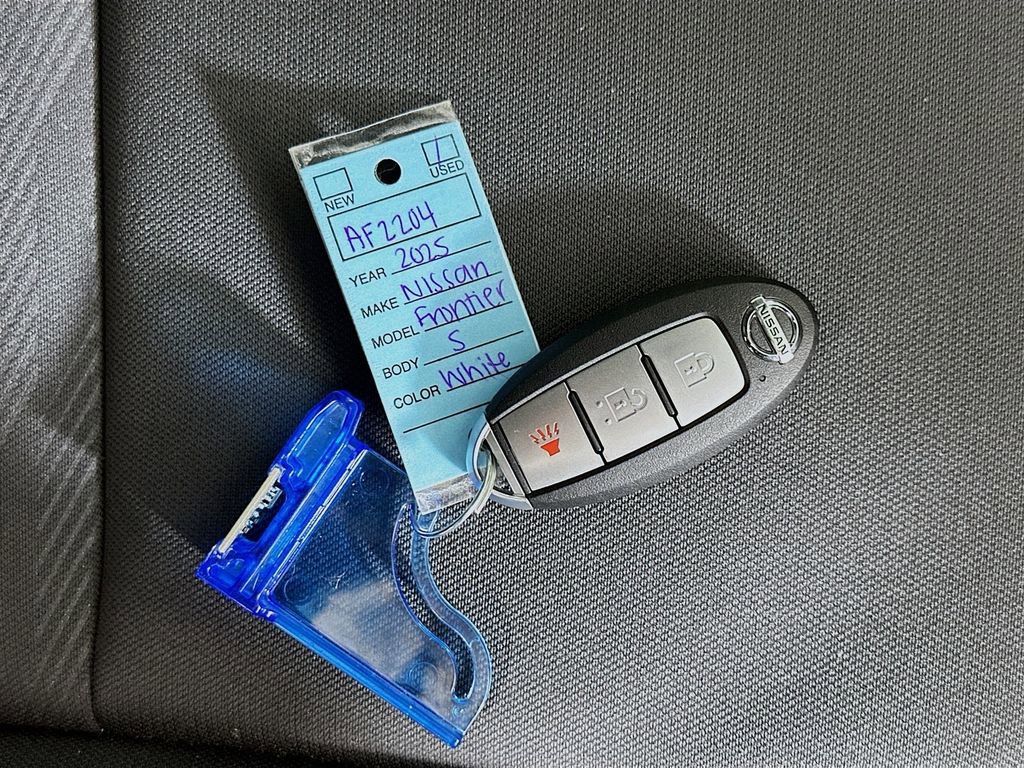 NEW USED
AF2204
YEAR 2025
MAKE Nissan
MODEL Frontier
BODY S
COLOR White
NISSAN